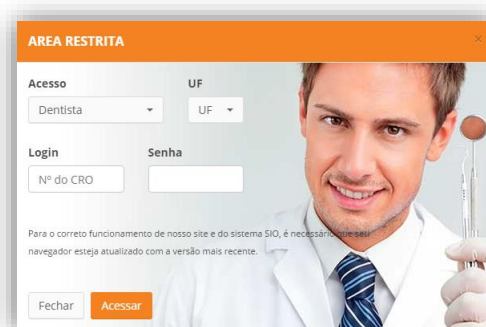 AREA RESTRITA ×
Acesso UF
Dentista UF
Login Senha
Nº do CRO
Para o correto funcionamento de nosso site e do sistema SIO, é necessário que seu
navegador esteja atualizado com a versão mais recente.
Fechar Acessar